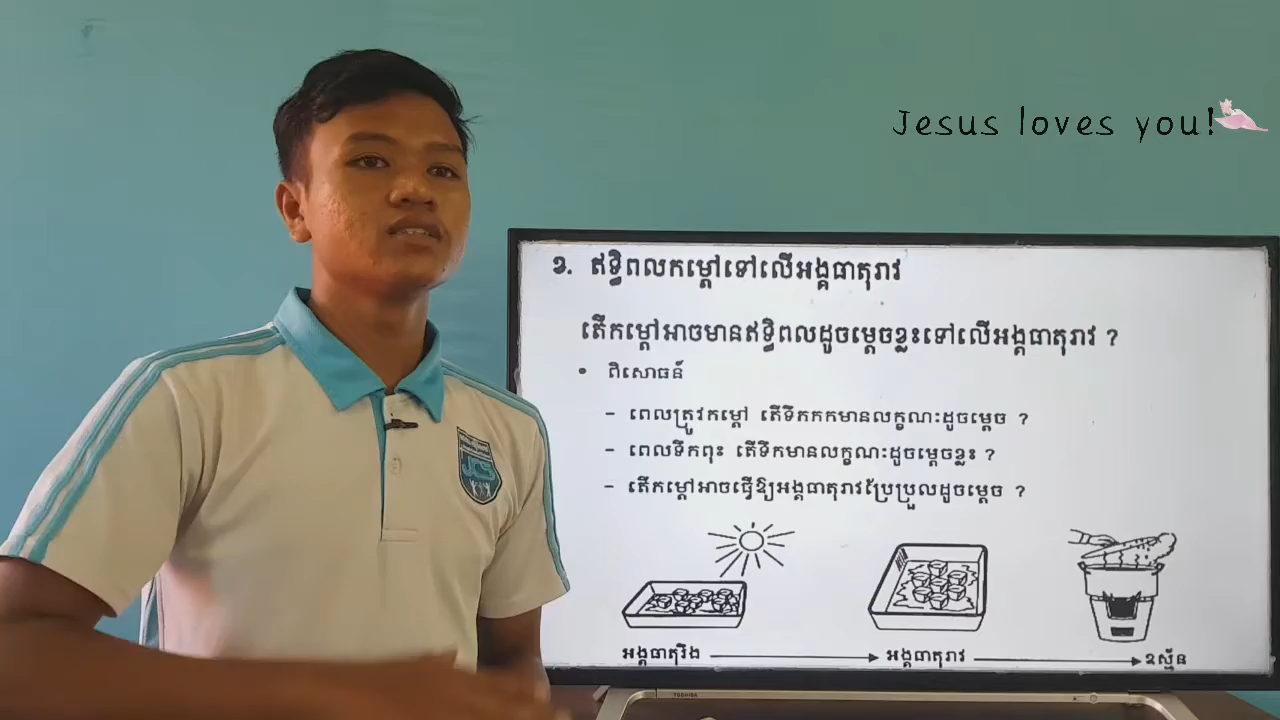 Jesus loves you!
ខ. ឥទ្ធិពលកម្ដៅទៅលើអង្គធាតុរាវ
តើកម្ដៅអាចមានឥទ្ធិពលដូចម្ដេចខ្លះទៅលើអង្គធាតុរាវ ?
• ពិសោធន៍
– ពេលត្រូវកម្ដៅ តើទឹកកកមានលក្ខណៈដូចម្ដេច ?
– ពេលទឹកពុះ តើទឹកមានលក្ខណៈដូចម្ដេចខ្លះ ?
– តើកម្ដៅអាចធ្វើឱ្យអង្គធាតុរាវប្រែប្រួលដូចម្ដេច ?
អង្គធាតុរឹង អង្គធាតុរាវ ឧស្ម័ន
TOSHIBA